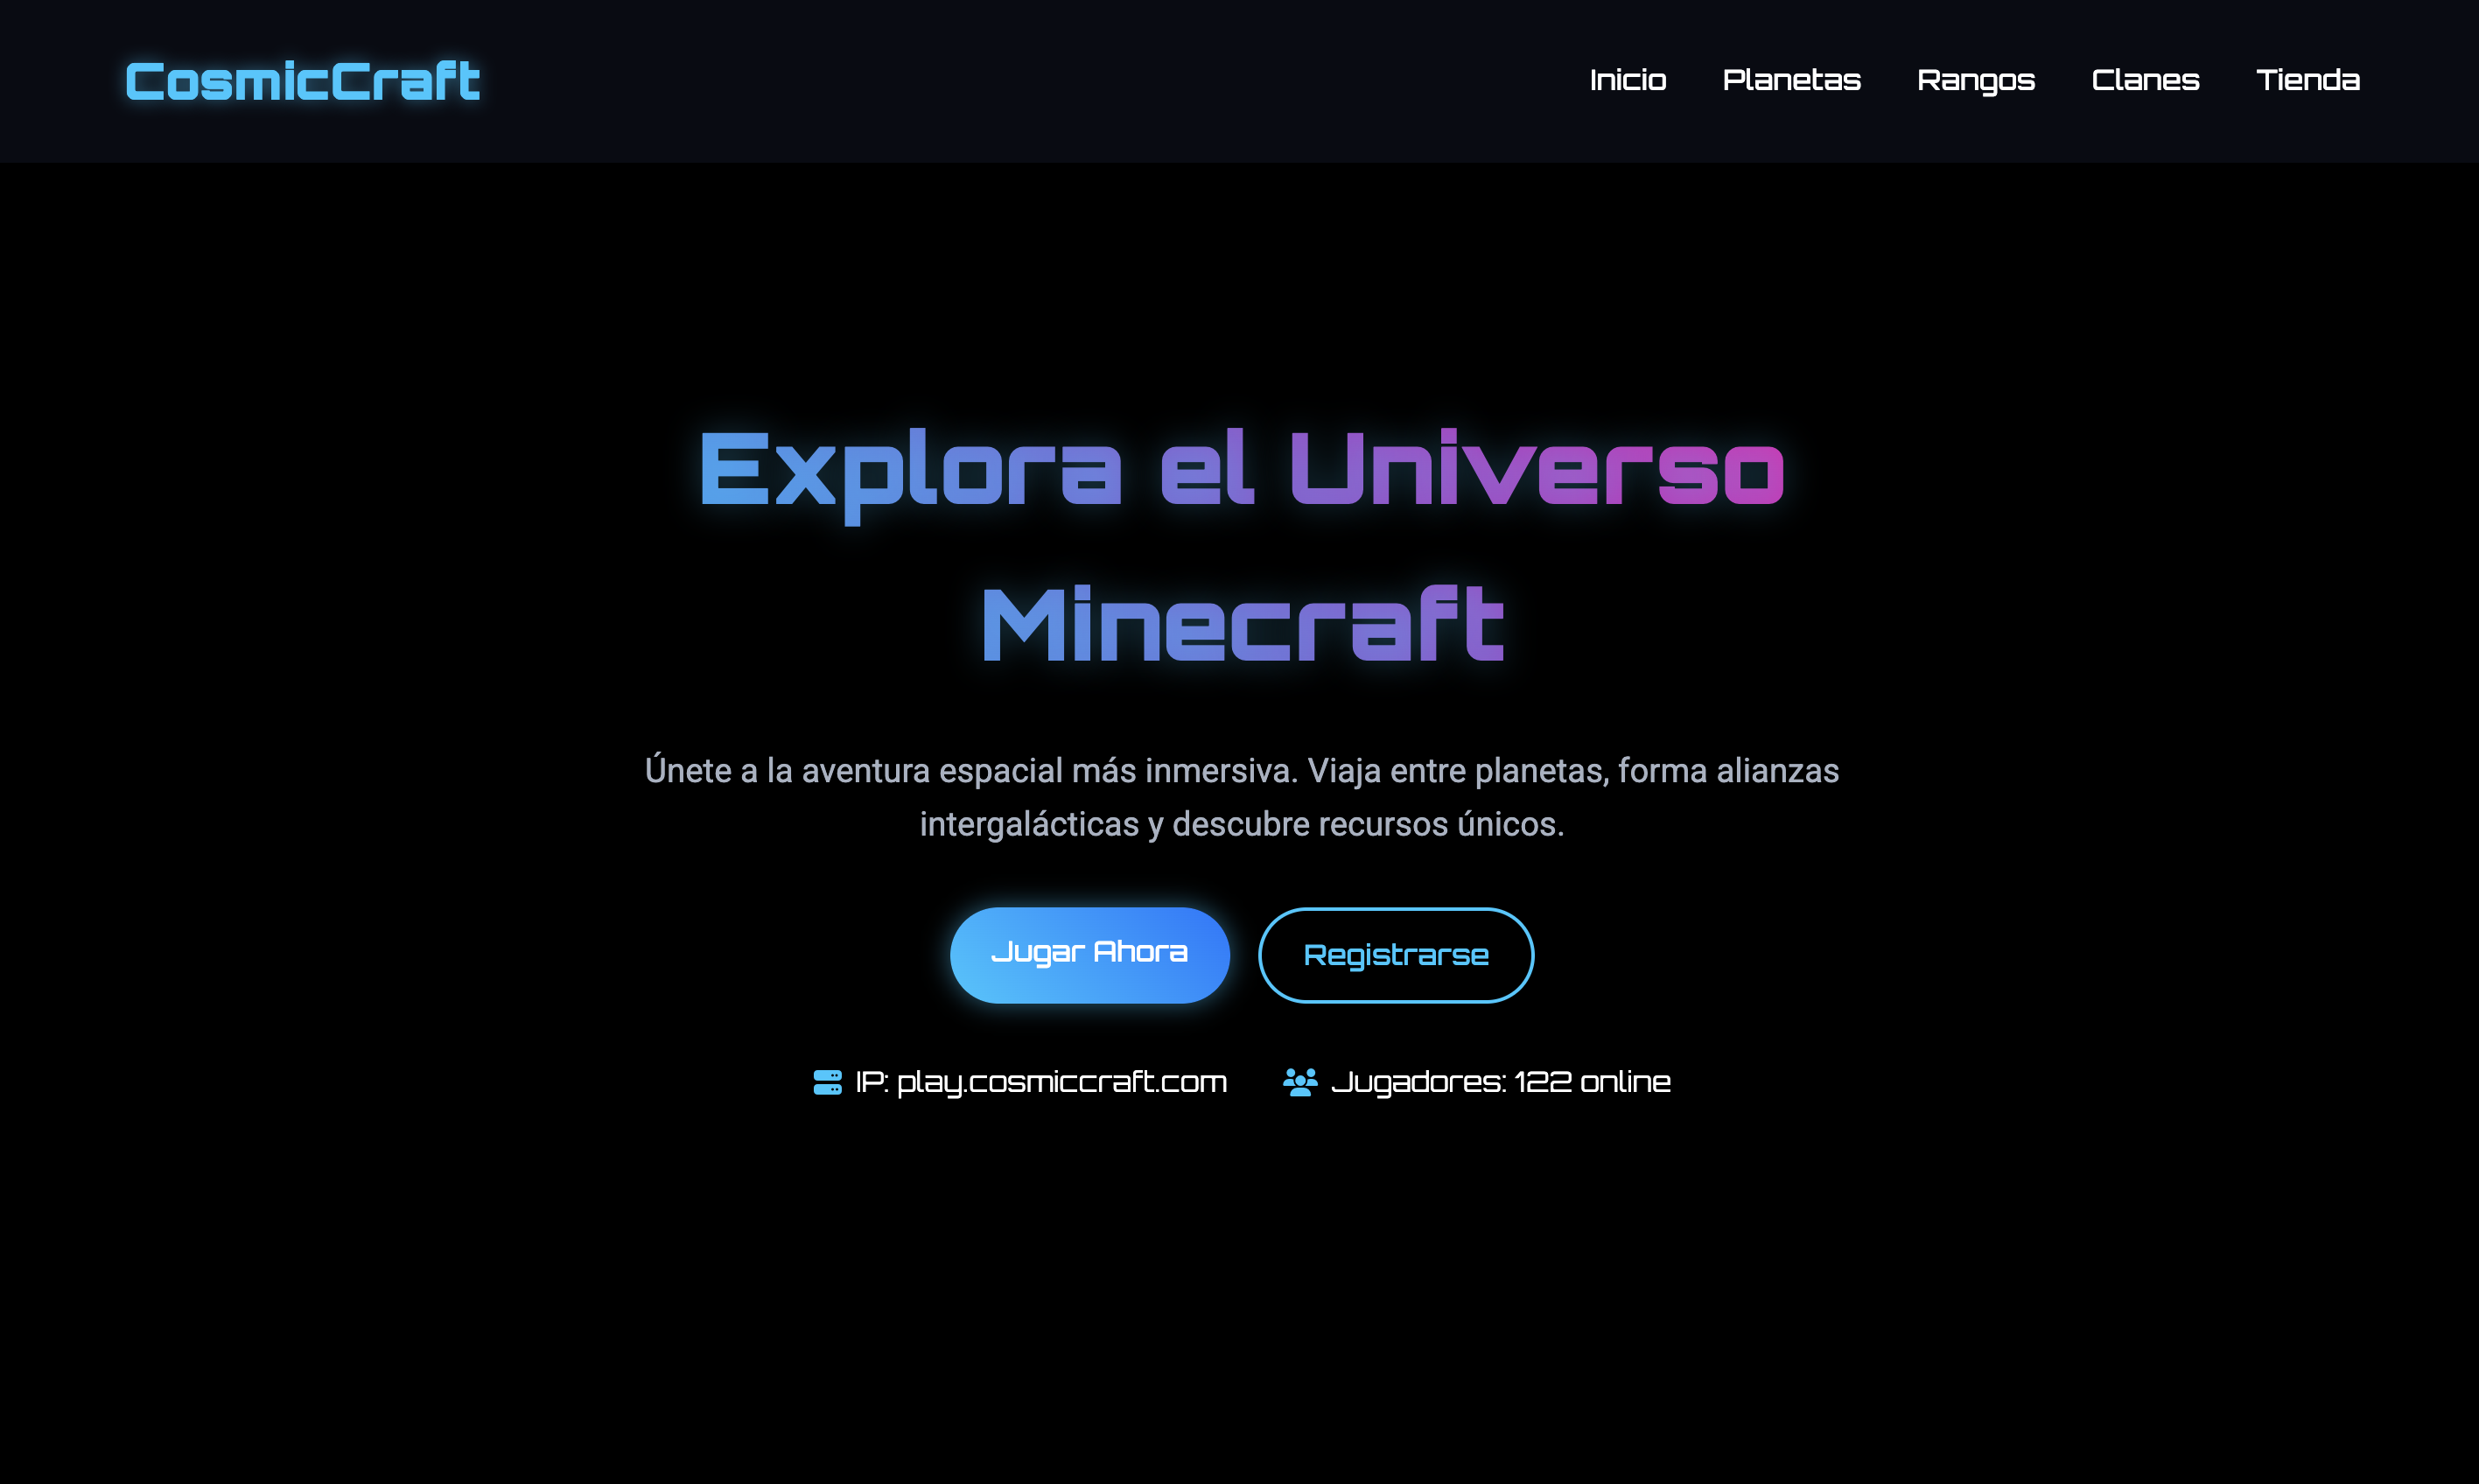 CosmicCraft
Inicio Planetas Rangos Clanes Tienda
Explora el Universo
Minecraft
Únete a la aventura espacial más inmersiva. Viaja entre planetas, forma alianzas
intergalácticas y descubre recursos únicos.
Jugar Ahora Registrarse
IP: play.cosmiccraft.com Jugadores: 122 online